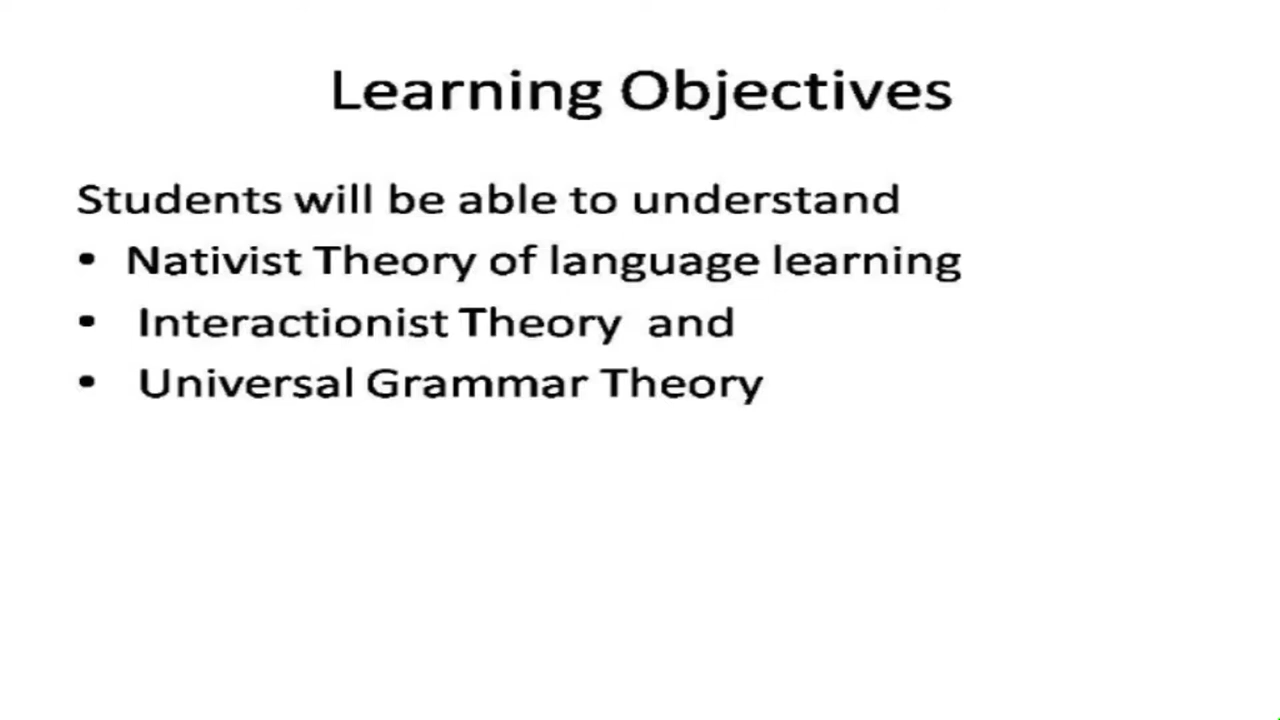 Learning Objectives
Students will be able to understand
• Nativist Theory of language learning
• Interactionist Theory and
• Universal Grammar Theory